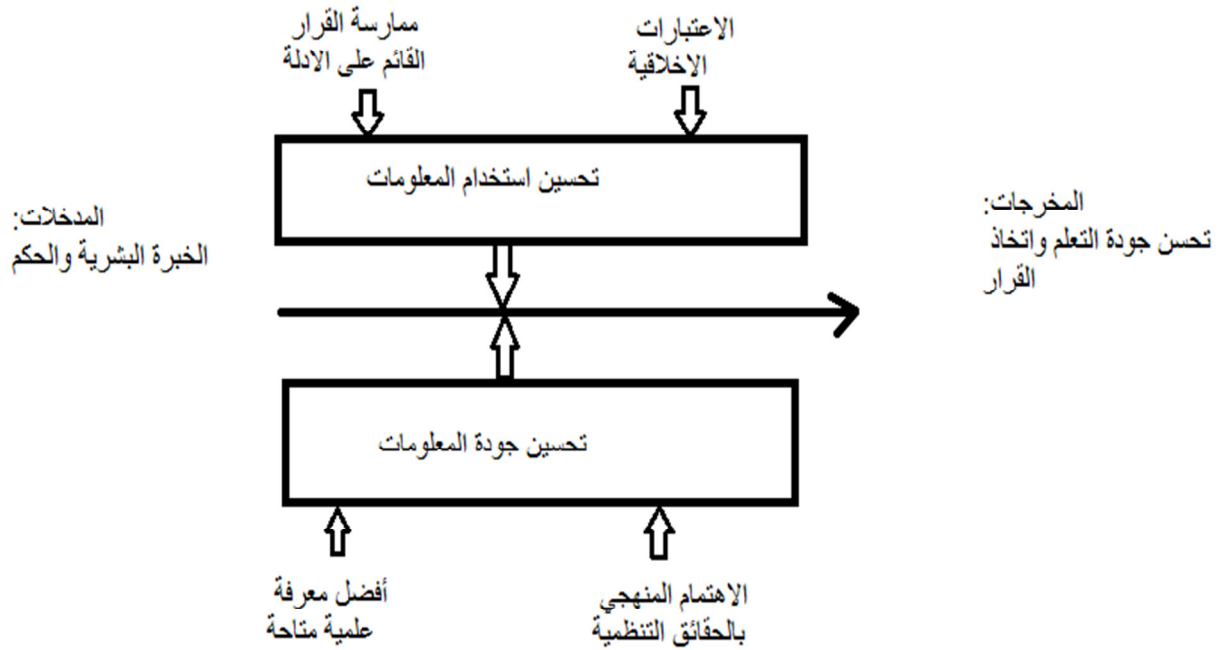 ممارسة القرار
القائم على الادلة
الاعتبارات
الاخلاقية
تحسين استخدام المعلومات
المدخلات:
الخبرة البشرية والحكم
المخرجات:
تحسن جودة التعلم واتخاذ
القرار
تحسين جودة المعلومات
أفضل معرفة
علمية متاحة
الاهتمام المنهجي
بالحقائق التنظمية